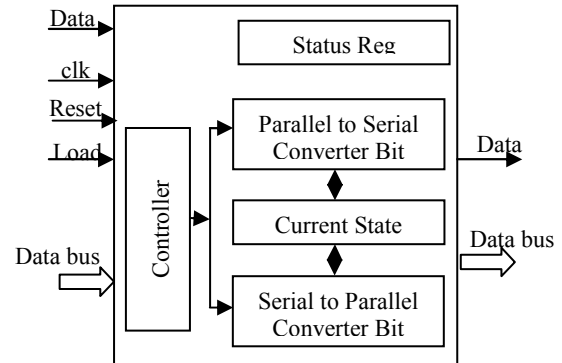 Data
clk
Reset
Load
Data bus
Controller
Status Reg
Parallel to Serial
Converter Bit
Current State
Serial to Parallel
Converter Bit
Data
Data bus